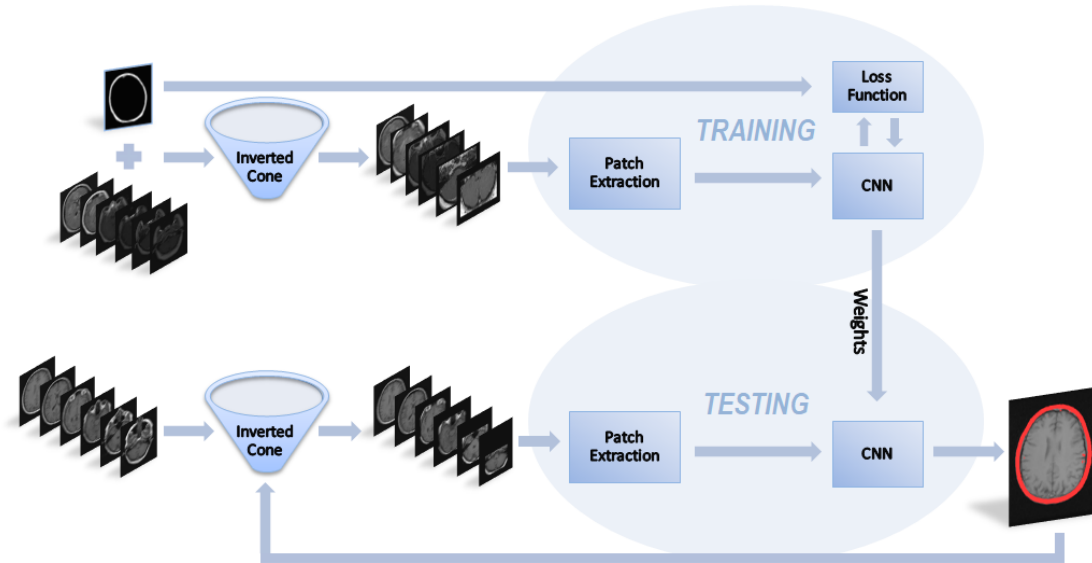 Loss
Function
TRAINING
Inverted
Cone
Patch
Extraction
CNN
Weights
TESTING
Inverted
Cone
Patch
Extraction
CNN